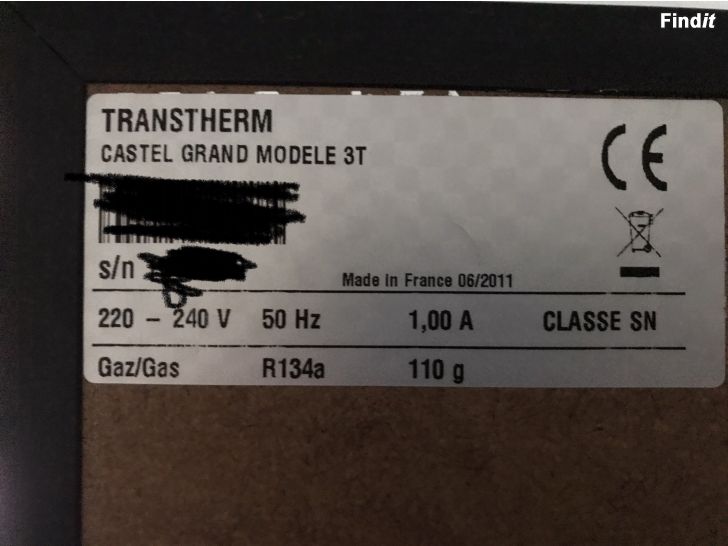 Findit
TRANSTHERM
CASTEL GRAND MODELE 3T
s/n
Made in France 06/2011
220 – 240 V 50 Hz 1,00 A CLASSE SN
Gaz/Gas R134a 110 g